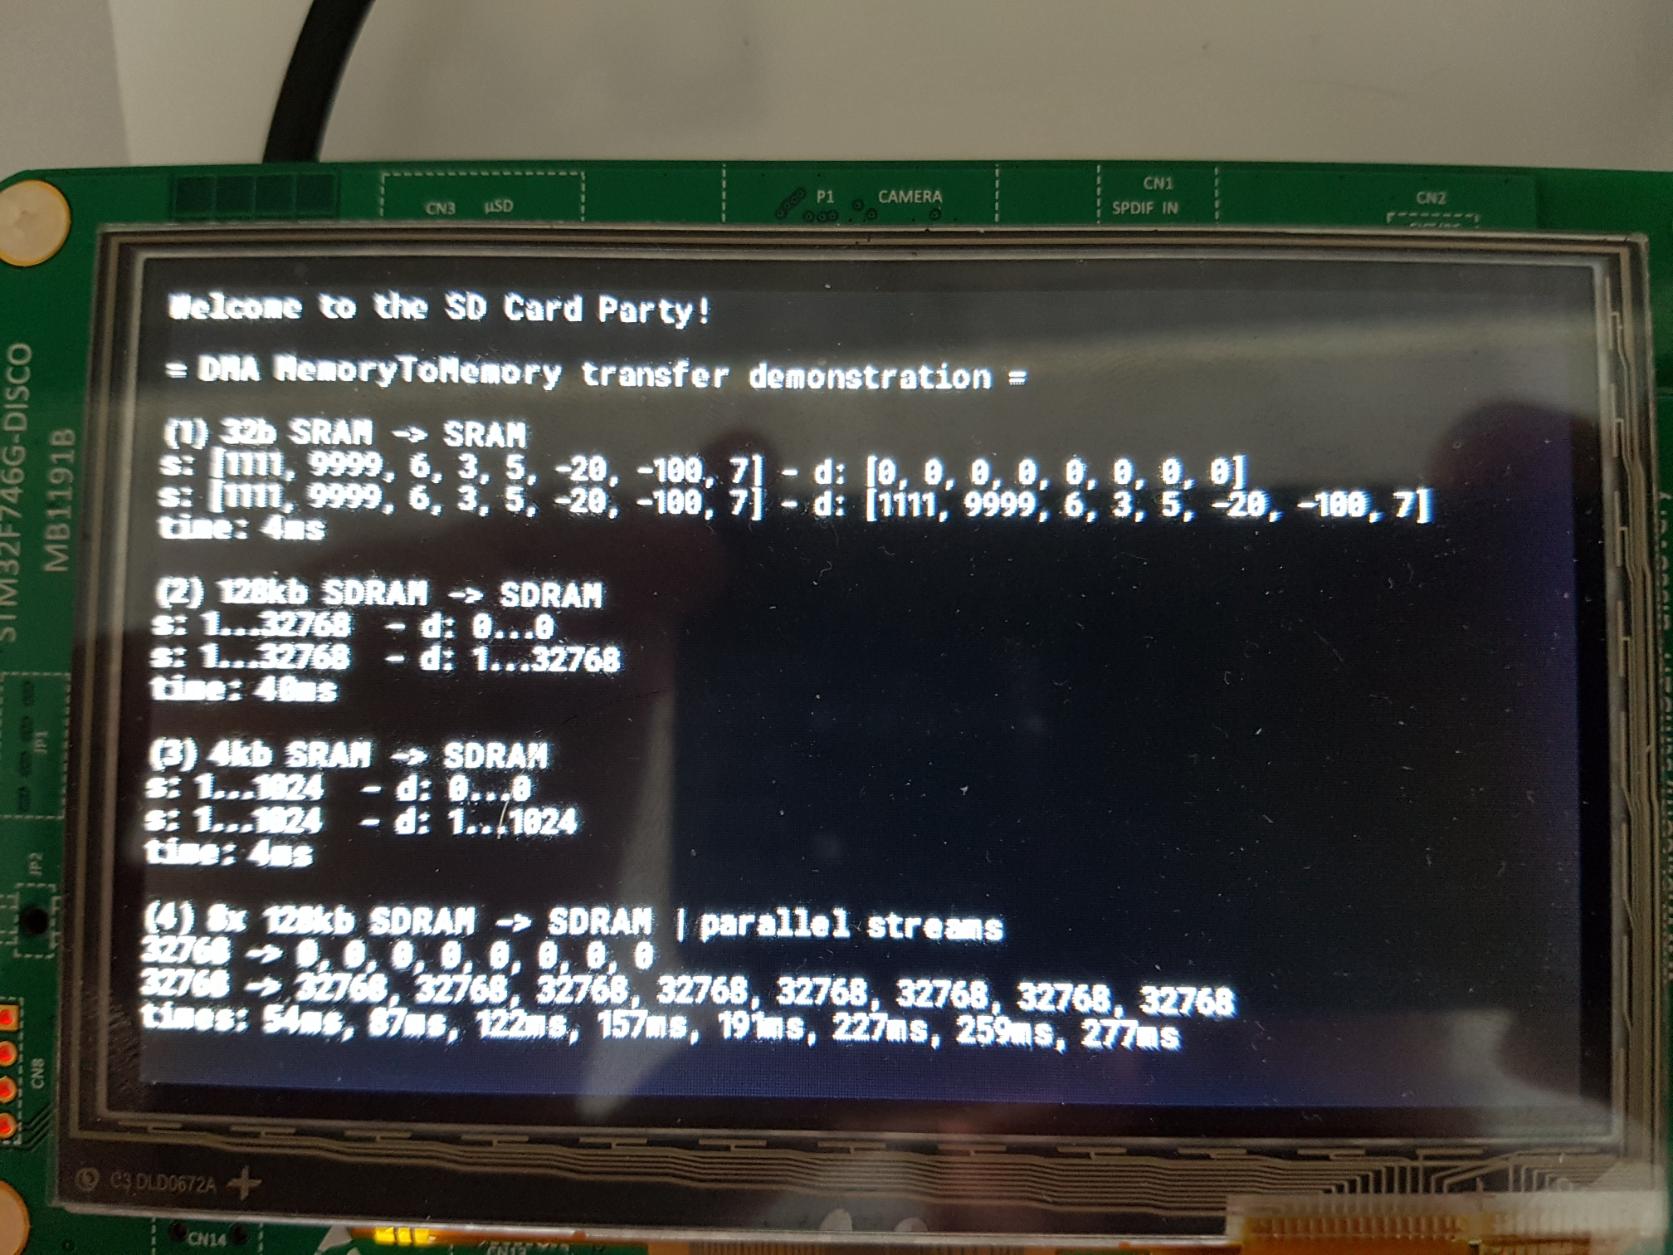 CN3 µSD
P1 CAMERA
CN1
SPDIF IN
CN2
STM32F746G-DISCO
MB1191B
Welcome to the SD Card Party!
= DMA MemoryToMemory transfer demonstration =
(1) 32b SRAM -> SRAM
s: [1111, 9999, 6, 3, 5, -20, -100, 7] - d: [0, 0, 0, 0, 0, 0, 0, 0]
s: [1111, 9999, 6, 3, 5, -20, -100, 7] - d: [1111, 9999, 6, 3, 5, -20, -100, 7]
time: 4ms
(2) 128kb SDRAM -> SDRAM
s: 1...32768 - d: 0...0
s: 1...32768 - d: 1...32768
time: 40ms
(3) 4kb SRAM -> SDRAM
s: 1...1024 - d: 0...0
s: 1...1024 - d: 1...1024
time: 4ms
(4) 8x 128kb SDRAM -> SDRAM | parallel streams
32768 -> 0, 0, 0, 0, 0, 0, 0, 0
32768 -> 32768, 32768, 32768, 32768, 32768, 32768, 32768, 32768
times: 54ms, 87ms, 122ms, 157ms, 191ms, 227ms, 259ms, 277ms
JP1
JP2
CN8
C3 DLD0672A
CN14